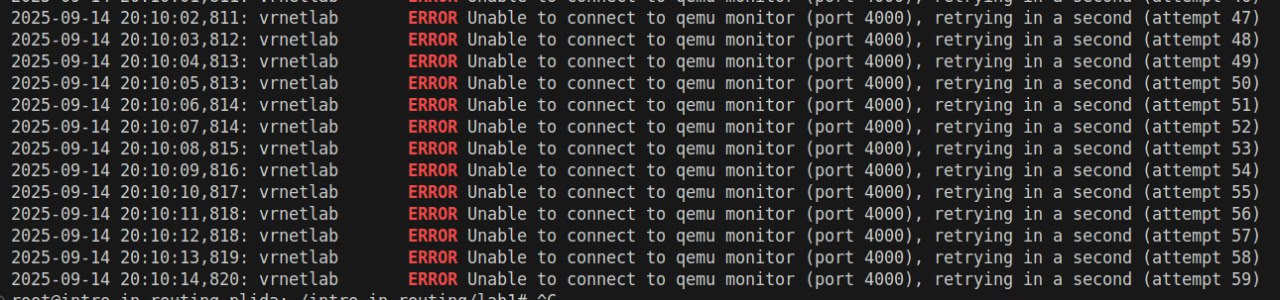 2025-09-14 20:10:02,811: vrnetlab ERROR Unable to connect to qemu monitor (port 4000), retrying in a second (attempt 47)
2025-09-14 20:10:03,812: vrnetlab ERROR Unable to connect to qemu monitor (port 4000), retrying in a second (attempt 48)
2025-09-14 20:10:04,813: vrnetlab ERROR Unable to connect to qemu monitor (port 4000), retrying in a second (attempt 49)
2025-09-14 20:10:05,813: vrnetlab ERROR Unable to connect to qemu monitor (port 4000), retrying in a second (attempt 50)
2025-09-14 20:10:06,814: vrnetlab ERROR Unable to connect to qemu monitor (port 4000), retrying in a second (attempt 51)
2025-09-14 20:10:07,814: vrnetlab ERROR Unable to connect to qemu monitor (port 4000), retrying in a second (attempt 52)
2025-09-14 20:10:08,815: vrnetlab ERROR Unable to connect to qemu monitor (port 4000), retrying in a second (attempt 53)
2025-09-14 20:10:09,816: vrnetlab ERROR Unable to connect to qemu monitor (port 4000), retrying in a second (attempt 54)
2025-09-14 20:10:10,817: vrnetlab ERROR Unable to connect to qemu monitor (port 4000), retrying in a second (attempt 55)
2025-09-14 20:10:11,818: vrnetlab ERROR Unable to connect to qemu monitor (port 4000), retrying in a second (attempt 56)
2025-09-14 20:10:12,818: vrnetlab ERROR Unable to connect to qemu monitor (port 4000), retrying in a second (attempt 57)
2025-09-14 20:10:13,819: vrnetlab ERROR Unable to connect to qemu monitor (port 4000), retrying in a second (attempt 58)
2025-09-14 20:10:14,820: vrnetlab ERROR Unable to connect to qemu monitor (port 4000), retrying in a second (attempt 59)